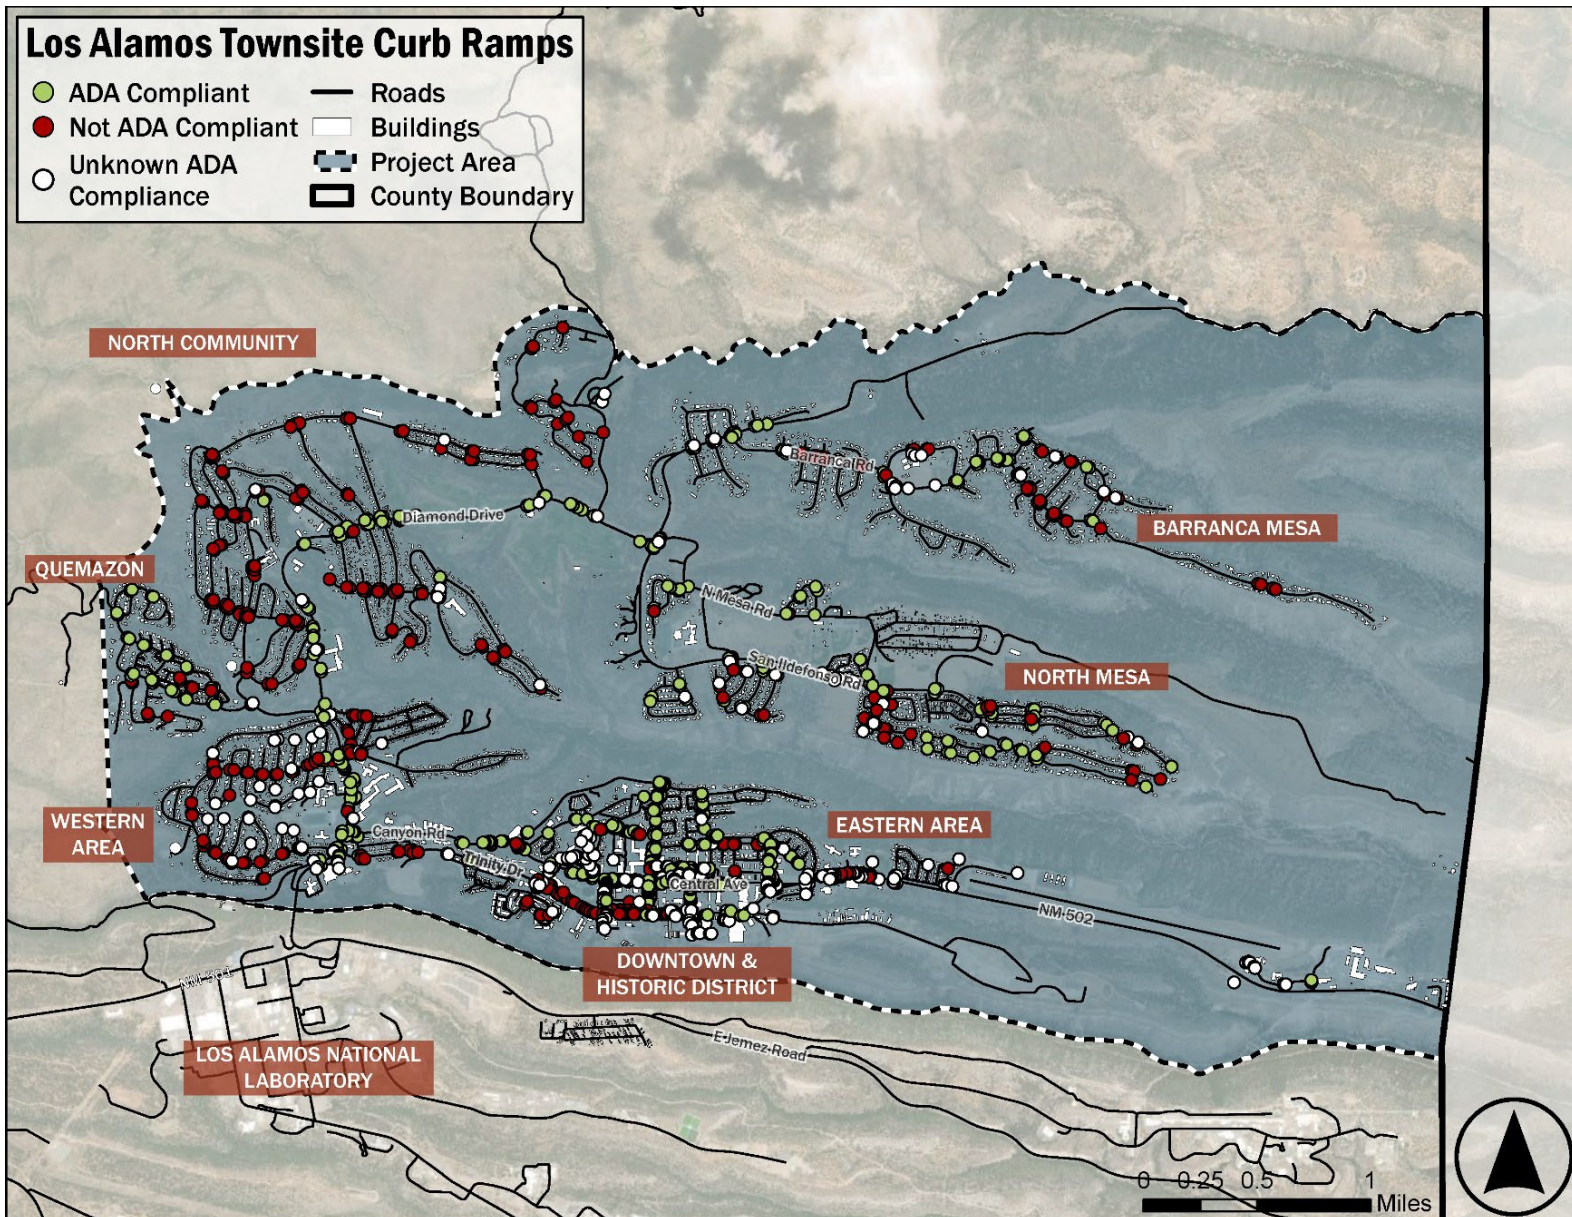 Los Alamos Townsite Curb Ramps
ADA Compliant
Not ADA Compliant
Unknown ADA
Compliance
Roads
Buildings
Project Area
County Boundary
NORTH COMMUNITY
Barranca Rd
Diamond Drive
BARRANCA MESA
QUEMAZON
N Mesa Rd
San Ildefonso Rd
NORTH MESA
WESTERN
AREA
Canyon Rd
EASTERN AREA
Trinity Dr
Central Ave
NM 502
DOWNTOWN &
HISTORIC DISTRICT
NM 501
E Jemez Road
LOS ALAMOS NATIONAL
LABORATORY
0 0.25 0.5 1
Miles